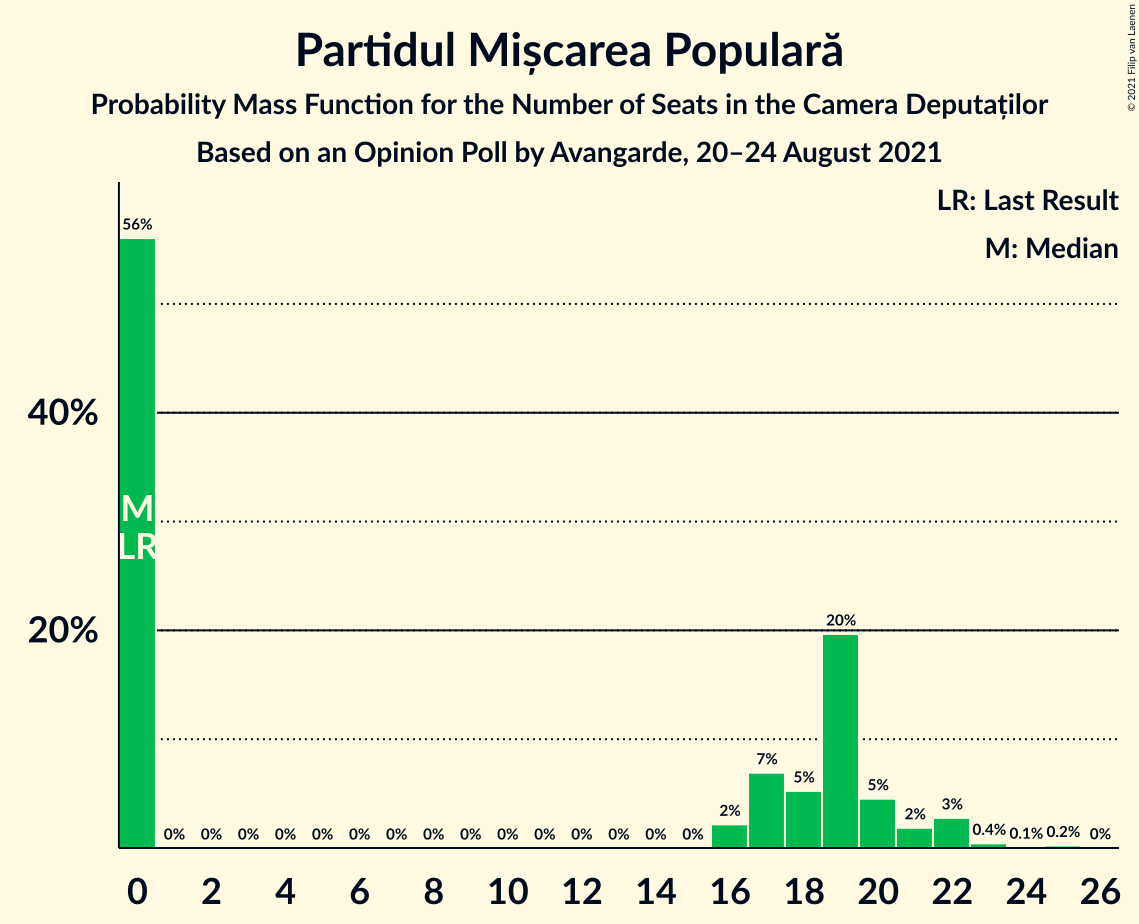 © 2021 Filip van Laenen
Partidul Mișcarea Populară
Probability Mass Function for the Number of Seats in the Camera Deputaților
Based on an Opinion Poll by Avangarde, 20–24 August 2021
LR: Last Result
M: Median
56%
40%
M
LR
20%
20%
7%
5%
5%
3%
2%
2%
0% 0% 0% 0% 0% 0% 0% 0% 0% 0% 0% 0% 0% 0% 0% 0.4% 0.1% 0.2% 0%
0 2 4 6 8 10 12 14 16 18 20 22 24 26